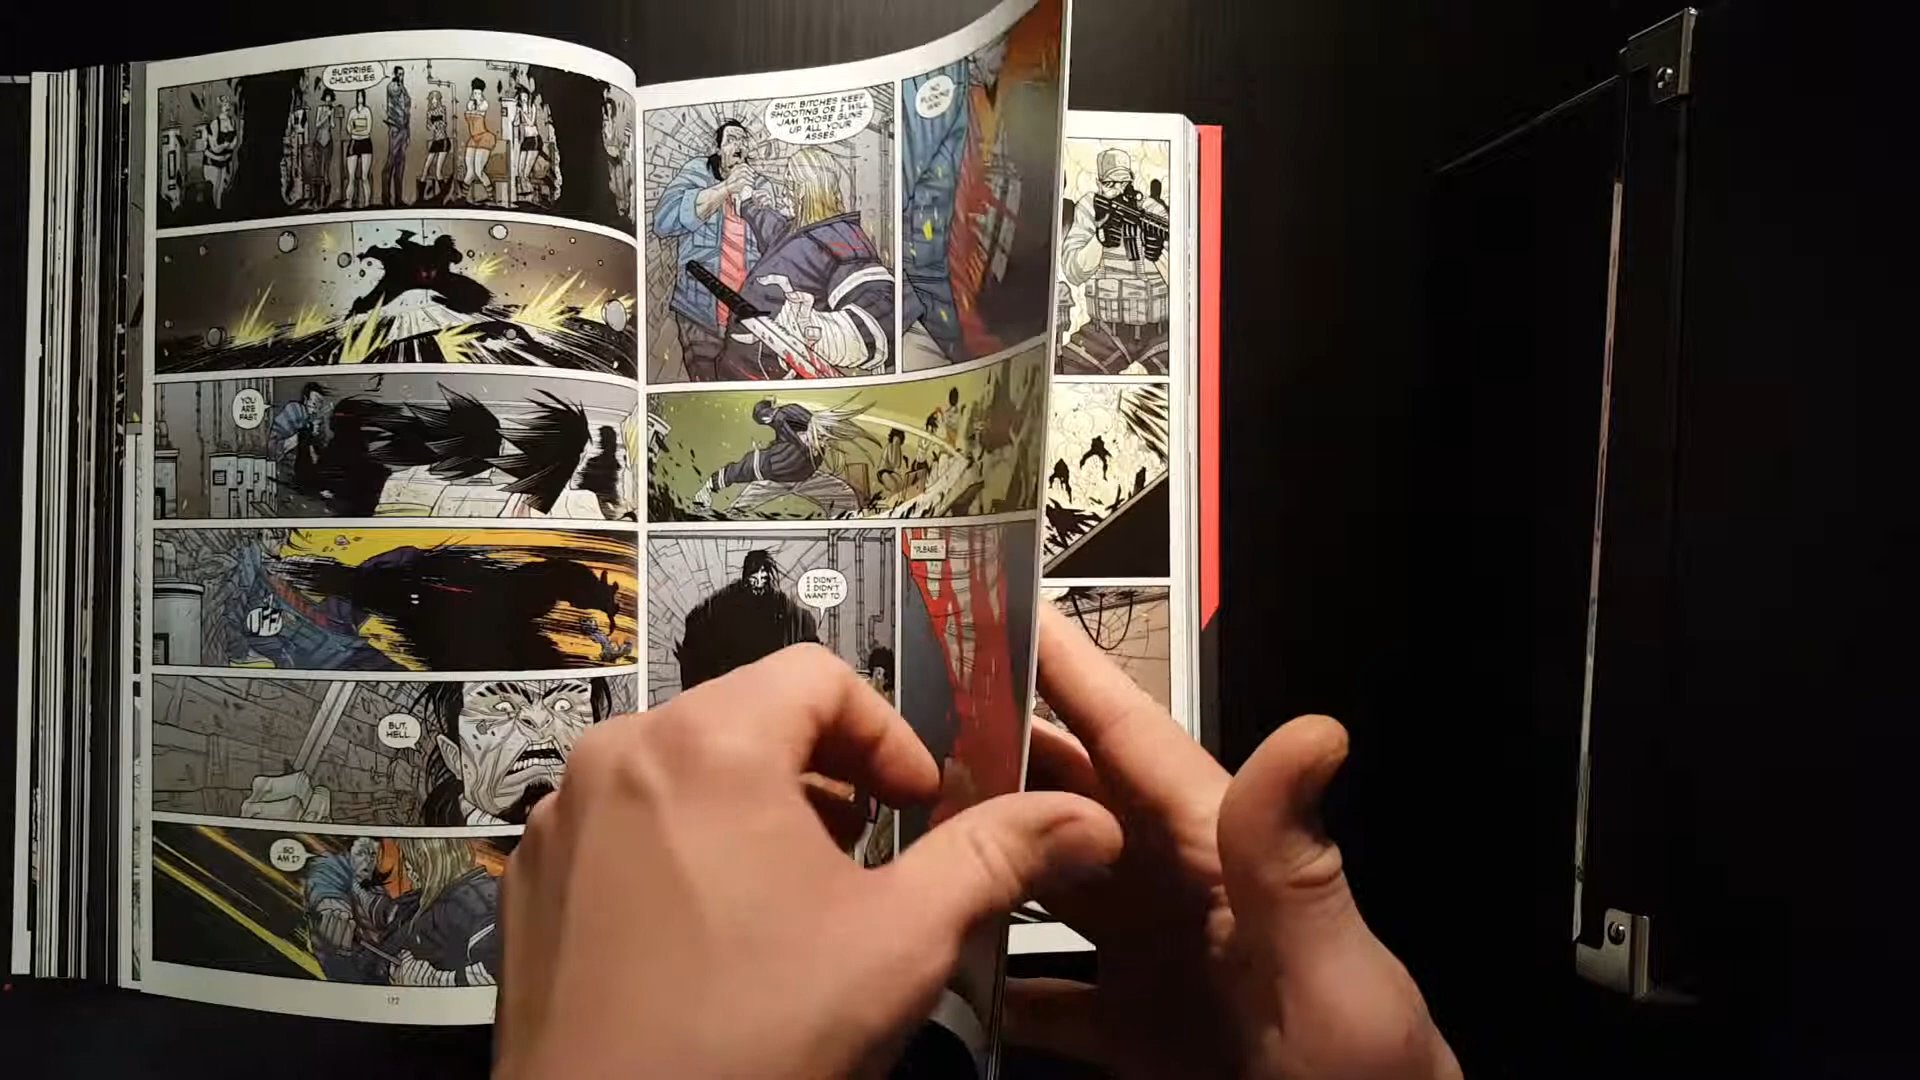 SURPRISE,
CHUCKLES.
YOU
ARE
FAST.
BUT,
HELL...
...SO
AM I?
172
SHIT. BITCHES KEEP
SHOOTING OR I WILL
JAM THOSE GUNS
UP ALL YOUR
ASSES.
NO
FUCKING
WAY.
I DIDN'T...
I DIDN'T
WANT TO.
"PLEASE."